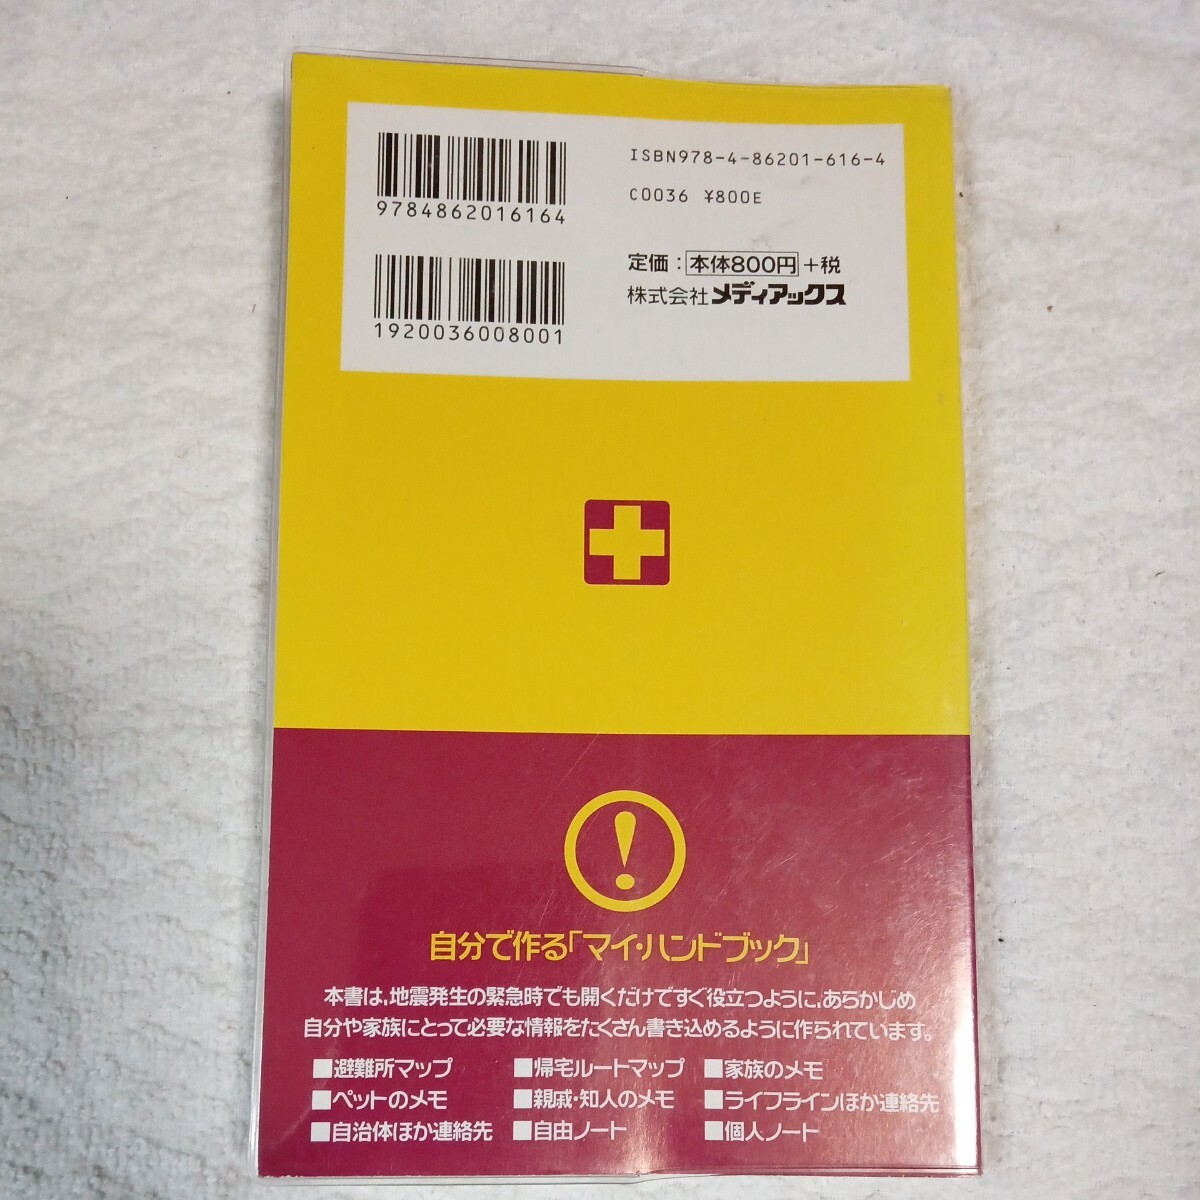 9784862016164
ISBN978-4-86201-616-4
C0036 ¥800E
1920036008001
定価：本体800円+税
株式会社メディアックス
!
自分で作る「マイ・ハンドブック」
本書は、地震発生の緊急時でも開くだけですぐ役立つように、あらかじめ
自分や家族にとって必要な情報をたくさん書き込めるように作られています。
■避難所マップ ■帰宅ルートマップ ■家族のメモ
■ペットのメモ ■親戚・知人のメモ ■ライフラインほか連絡先
■自治体ほか連絡先 ■自由ノート ■個人ノート